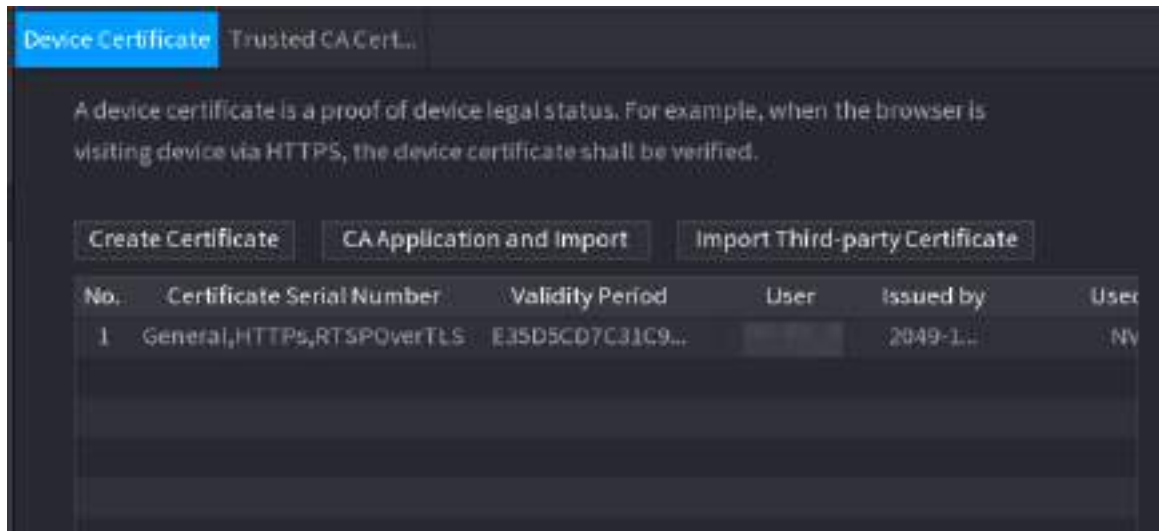 Device Certificate Trusted CA Cert...
A device certificate is a proof of device legal status. For example, when the browser is
visiting device via HTTPS, the device certificate shall be verified.
Create Certificate CA Application and Import Import Third-party Certificate
No. Certificate Serial Number Validity Period User Issued by Used
1 General,HTTPs,RTSPOverTLS E35D5CD7C31C9... 2049-1... NV